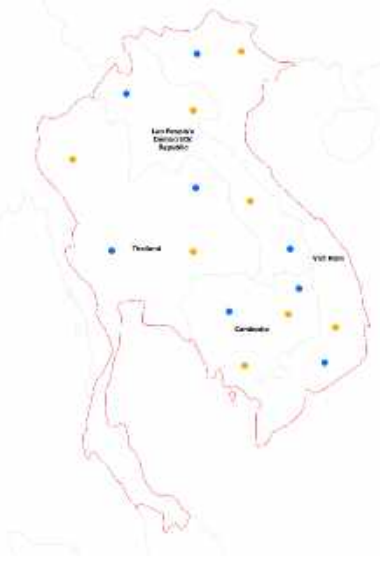 Lao People's
Democratic
Republic
Thailand
Viet Nam
Cambodia